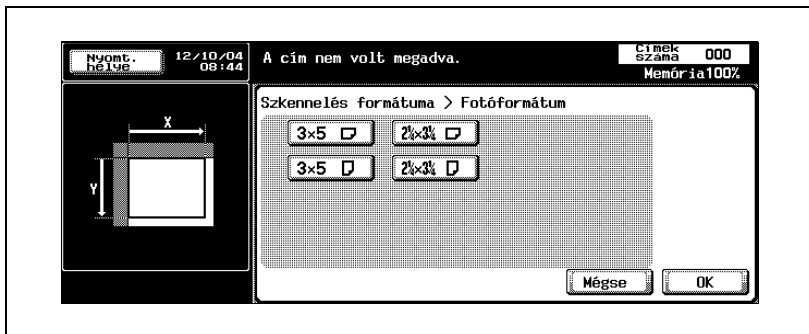 Nyomt. hélye
12/10/04
08:44
A cím nem volt megadva.
Címek száma 000
Memória100%
Szkennelés formátuma > Fotóformátum
X
Y
3×5 2¼×3¼
3×5 2¼×3¼
Mégse OK